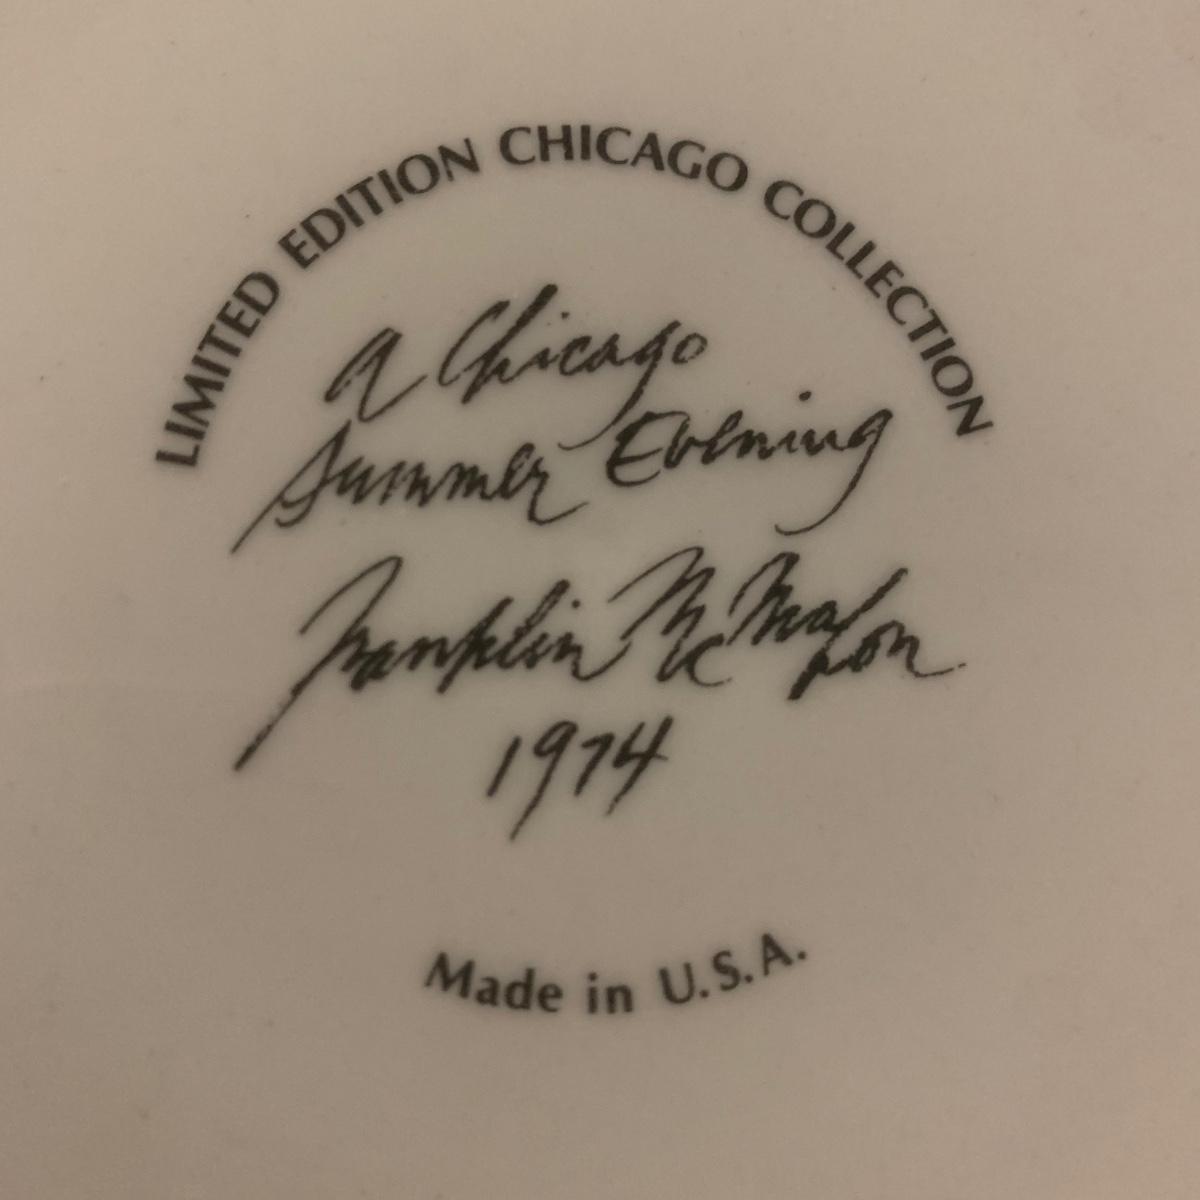 LIMITED EDITION CHICAGO COLLECTION
A Chicago
Summer Evening
Franklin McMahon
1974
Made in U.S.A.